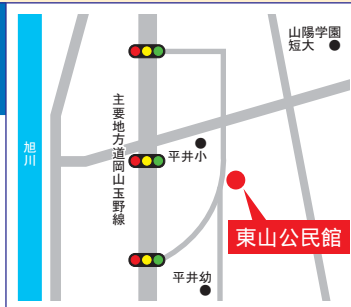 山陽学園
短大
主要地方道岡山玉野線
旭川
平井小
東山公民館
平井幼